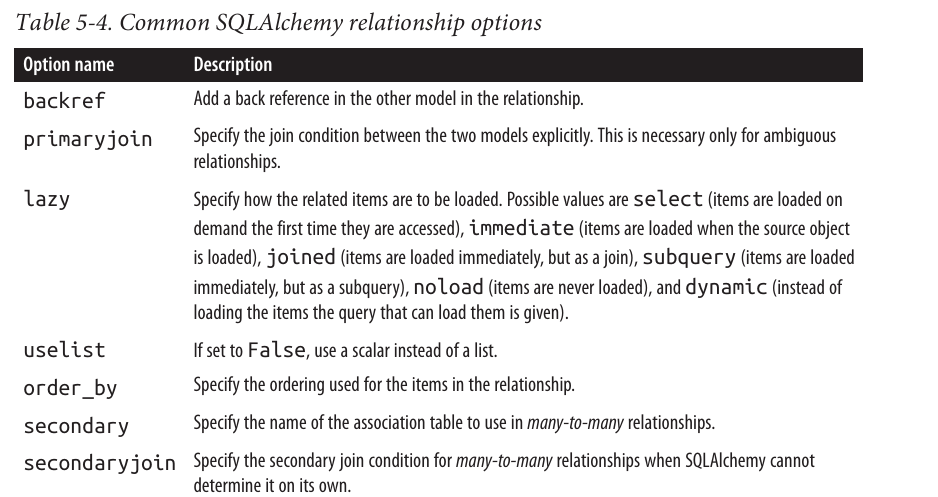 Table 5-4. Common SQLAlchemy relationship options
Option name Description
backref Add a back reference in the other model in the relationship.
primaryjoin Specify the join condition between the two models explicitly. This is necessary only for ambiguous
relationships.
lazy Specify how the related items are to be loaded. Possible values are select (items are loaded on
demand the first time they are accessed), immediate (items are loaded when the source object
is loaded), joined (items are loaded immediately, but as a join), subquery (items are loaded
immediately, but as a subquery), noload (items are never loaded), and dynamic (instead of
loading the items the query that can load them is given).
uselist If set to False, use a scalar instead of a list.
order_by Specify the ordering used for the items in the relationship.
secondary Specify the name of the association table to use in many-to-many relationships.
secondaryjoin Specify the secondary join condition for many-to-many relationships when SQLAlchemy cannot
determine it on its own.